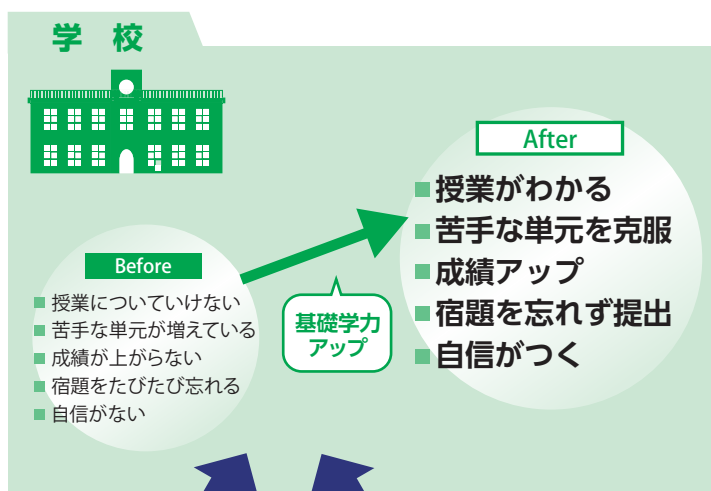 学 校
Before
授業についていけない
苦手な単元が増えている
成績が上がらない
宿題をたびたび忘れる
自信がない
基礎学力
アップ
After
授業がわかる
苦手な単元を克服
成績アップ
宿題を忘れず提出
自信がつく